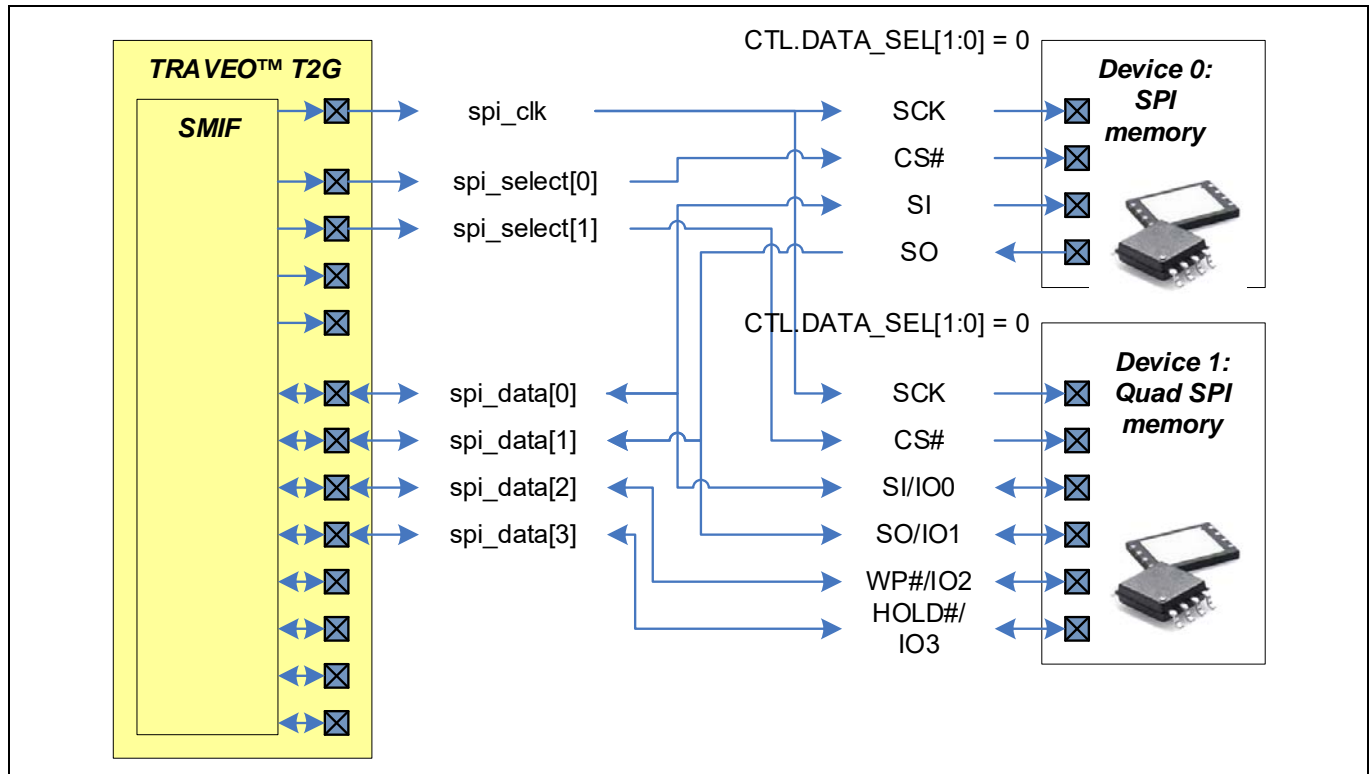 TRAVEO™ T2G
SMIF
spi_clk
spi_select[0]
spi_select[1]
spi_data[0]
spi_data[1]
spi_data[2]
spi_data[3]
CTL.DATA_SEL[1:0] = 0
SCK
CS#
SI
SO
Device 0:
SPI
memory
CTL.DATA_SEL[1:0] = 0
SCK
CS#
SI/IO0
SO/IO1
WP#/IO2
HOLD#/
IO3
Device 1:
Quad SPI
memory